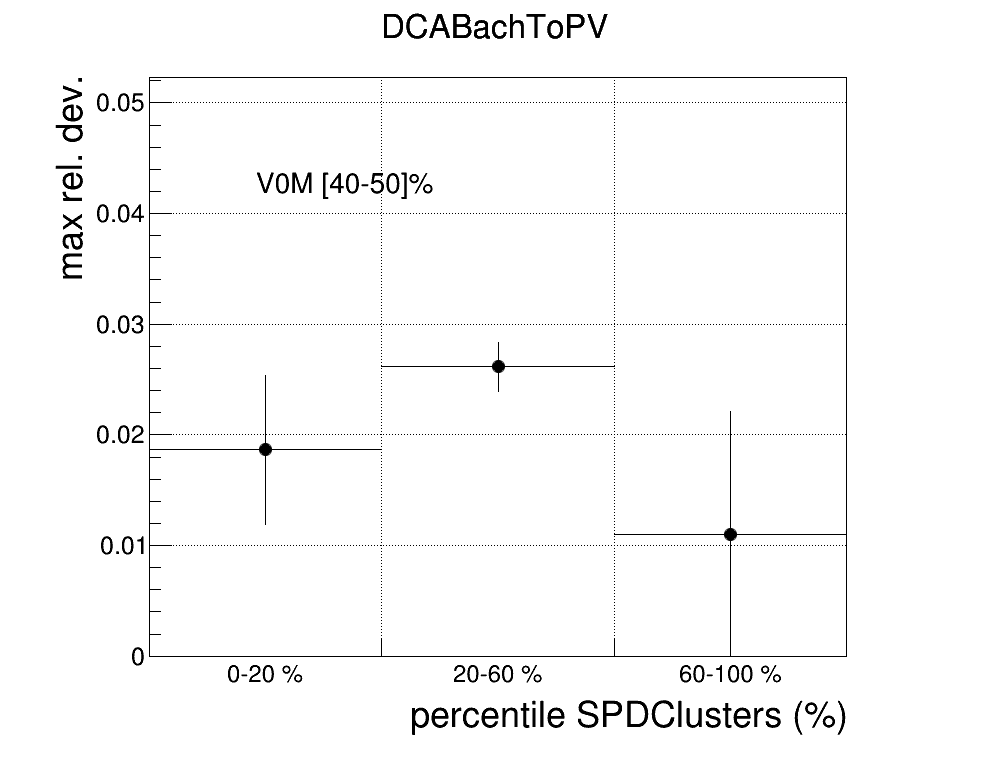 DCABachToPV
max rel. dev.
0.05
V0M [40-50]%
0.04
0.03
0.02
0.01
0
0-20 %
20-60 %
60-100 %
percentile SPDClusters (%)